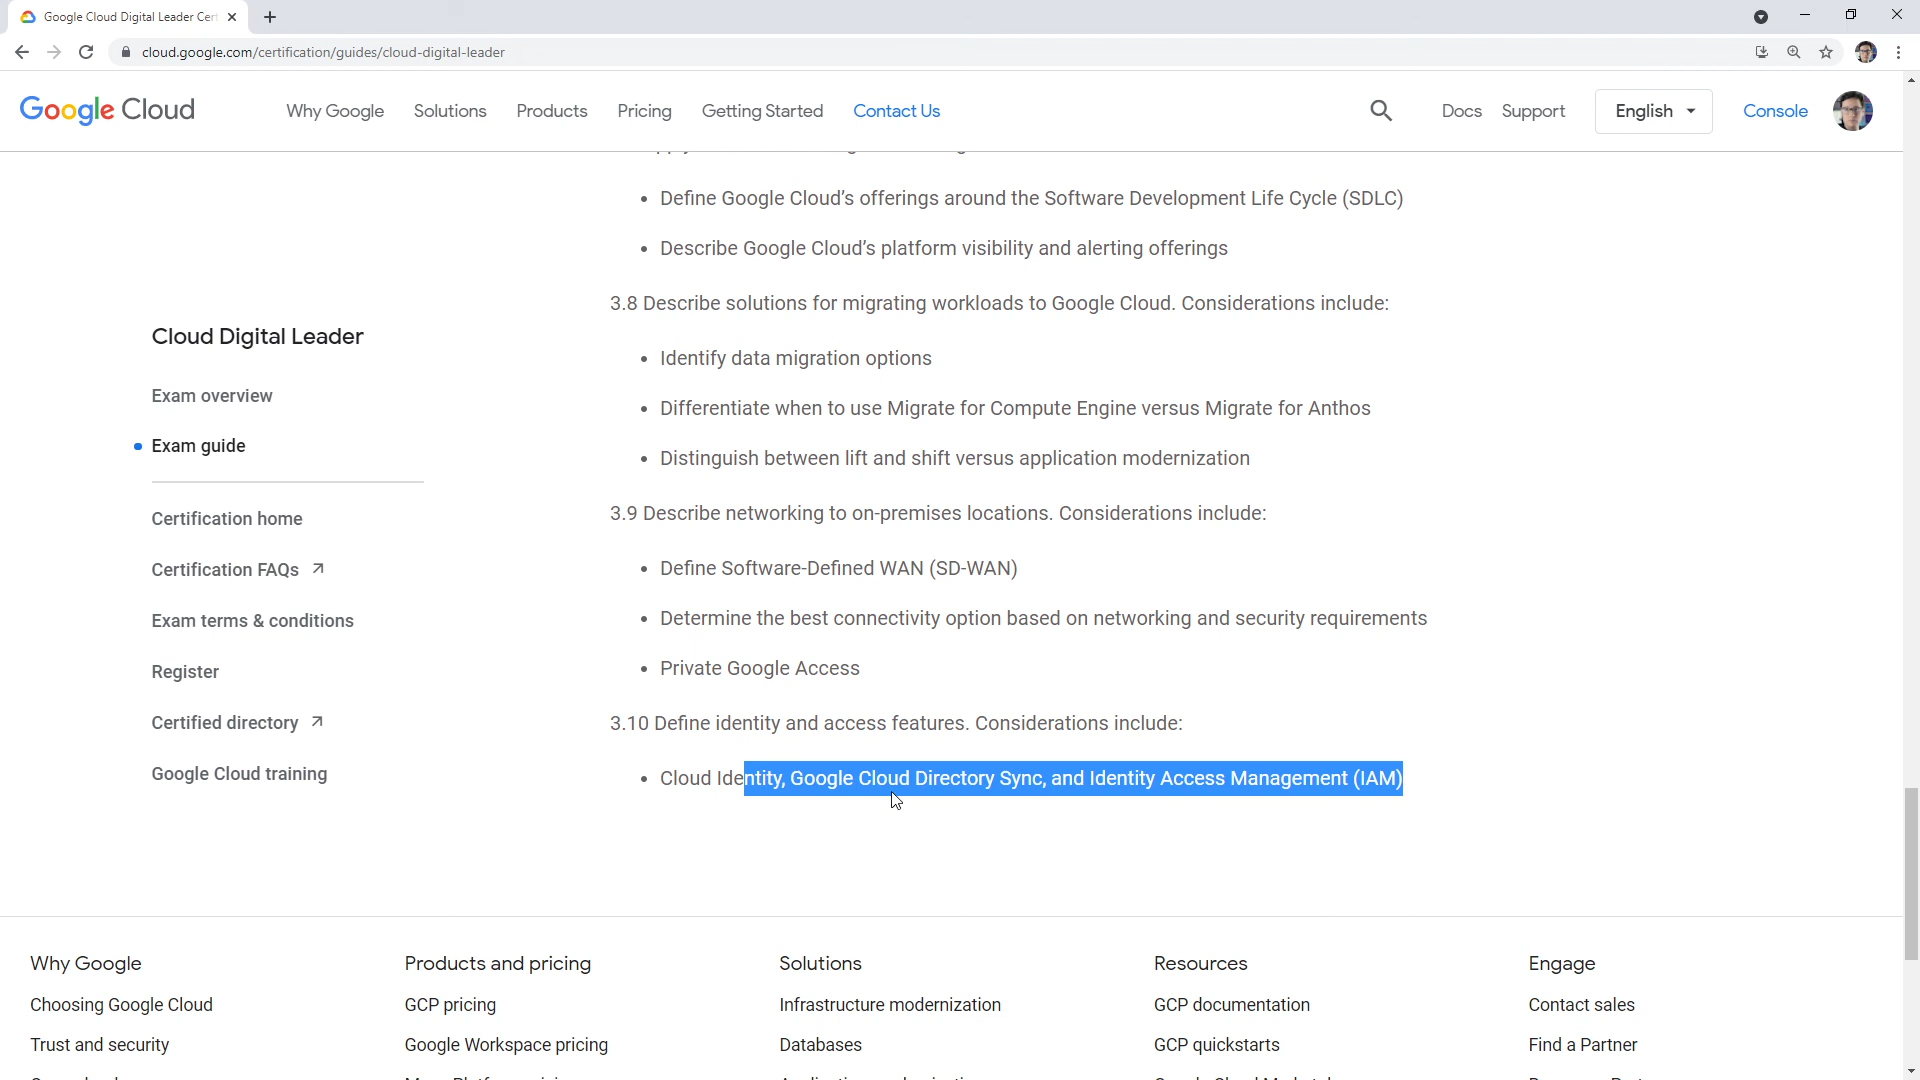 Google Cloud Digital Leader Cert
cloud.google.com/certification/guides/cloud-digital-leader
Google Cloud
Why Google
Solutions
Products
Pricing
Getting Started
Contact Us
Docs
Support
English
Console
• Define Google Cloud’s offerings around the Software Development Life Cycle (SDLC)
• Describe Google Cloud’s platform visibility and alerting offerings
3.8 Describe solutions for migrating workloads to Google Cloud. Considerations include:
• Identify data migration options
• Differentiate when to use Migrate for Compute Engine versus Migrate for Anthos
• Distinguish between lift and shift versus application modernization
3.9 Describe networking to on-premises locations. Considerations include:
• Define Software-Defined WAN (SD-WAN)
• Determine the best connectivity option based on networking and security requirements
• Private Google Access
3.10 Define identity and access features. Considerations include:
• Cloud Identity, Google Cloud Directory Sync, and Identity Access Management (IAM)
Cloud Digital Leader
Exam overview
• Exam guide
Certification home
Certification FAQs
Exam terms & conditions
Register
Certified directory
Google Cloud training
Why Google
Choosing Google Cloud
Trust and security
Products and pricing
GCP pricing
Google Workspace pricing
Solutions
Infrastructure modernization
Databases
Resources
GCP documentation
GCP quickstarts
Engage
Contact sales
Find a Partner